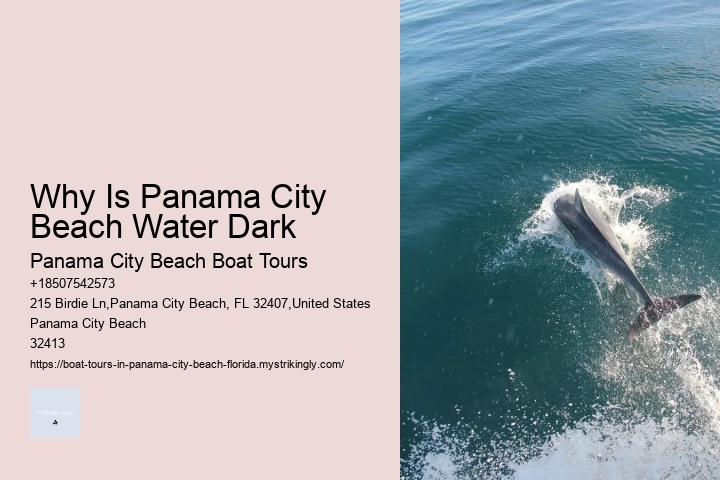 Why Is Panama City
Beach Water Dark
Panama City Beach Boat Tours
+18507542573
215 Birdie Ln,Panama City Beach, FL 32407,United States
Panama City Beach
32413
https://boat-tours-in-panama-city-beach-florida.mystrikingly.com/